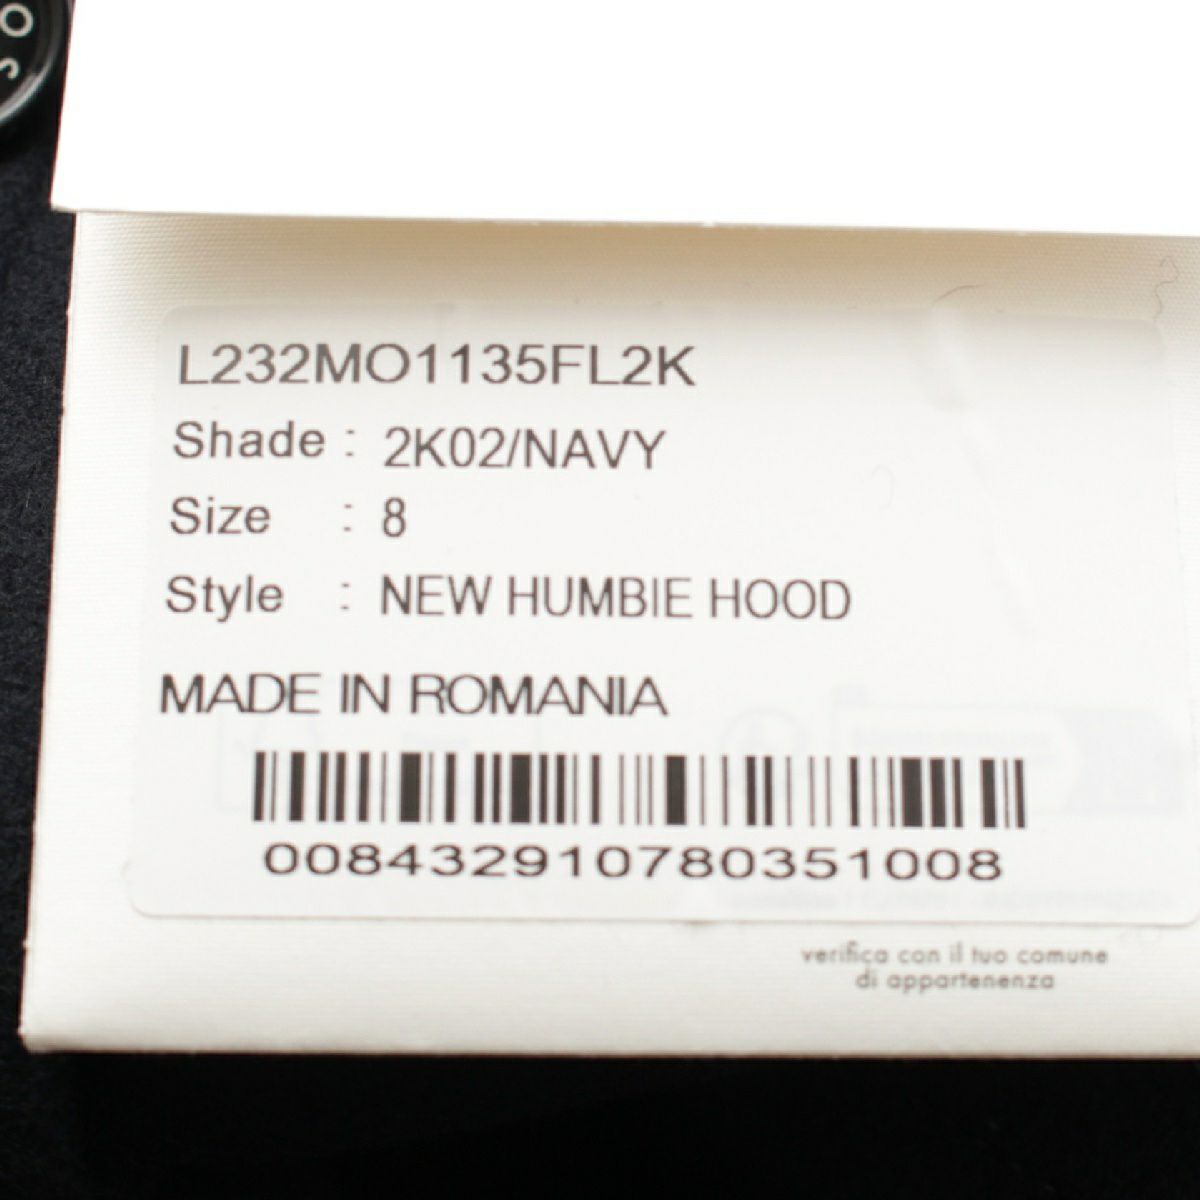 OS
L232MO1135FL2K
Shade : 2K02/NAVY
Size : 8
Style : NEW HUMBIE HOOD
MADE IN ROMANIA
008432910780351008
verifica con il tuo comune
di appartenenza